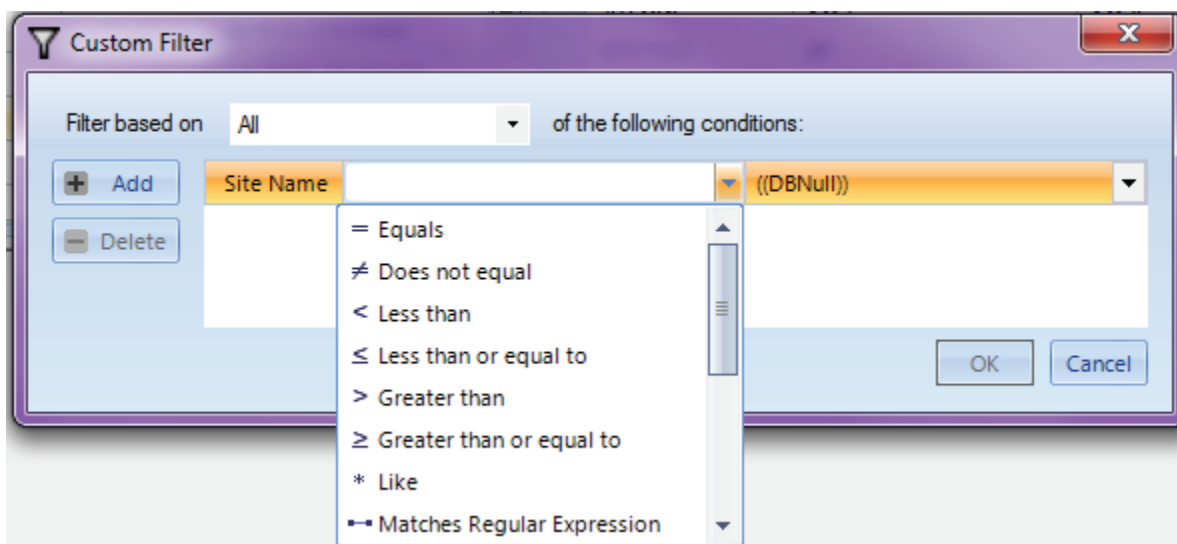 Custom Filter
Filter based on All of the following conditions:
Add Site Name ((DBNull))
Delete
= Equals
≠ Does not equal
< Less than
≤ Less than or equal to
> Greater than
≥ Greater than or equal to
* Like
Matches Regular Expression
OK Cancel